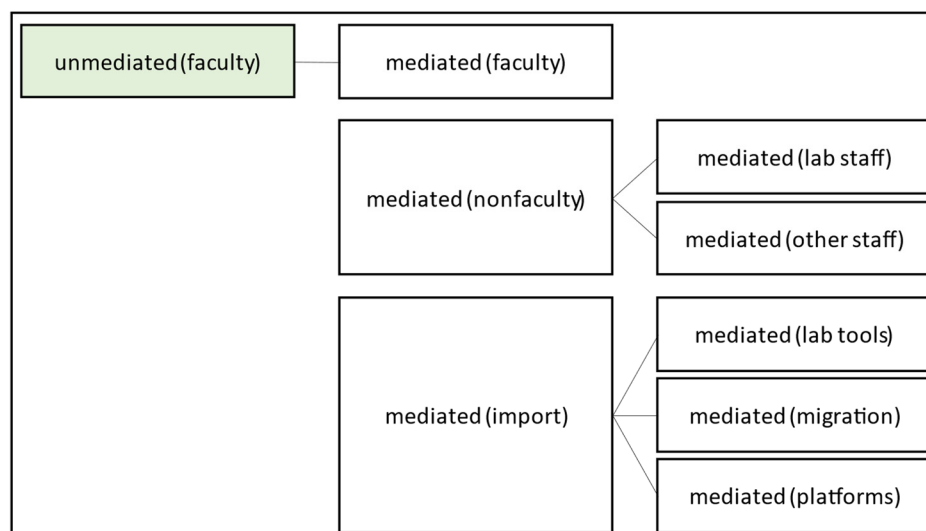 unmediated (faculty)
mediated (faculty)
mediated (nonfaculty)
mediated (lab staff)
mediated (other staff)
mediated (import)
mediated (lab tools)
mediated (migration)
mediated (platforms)